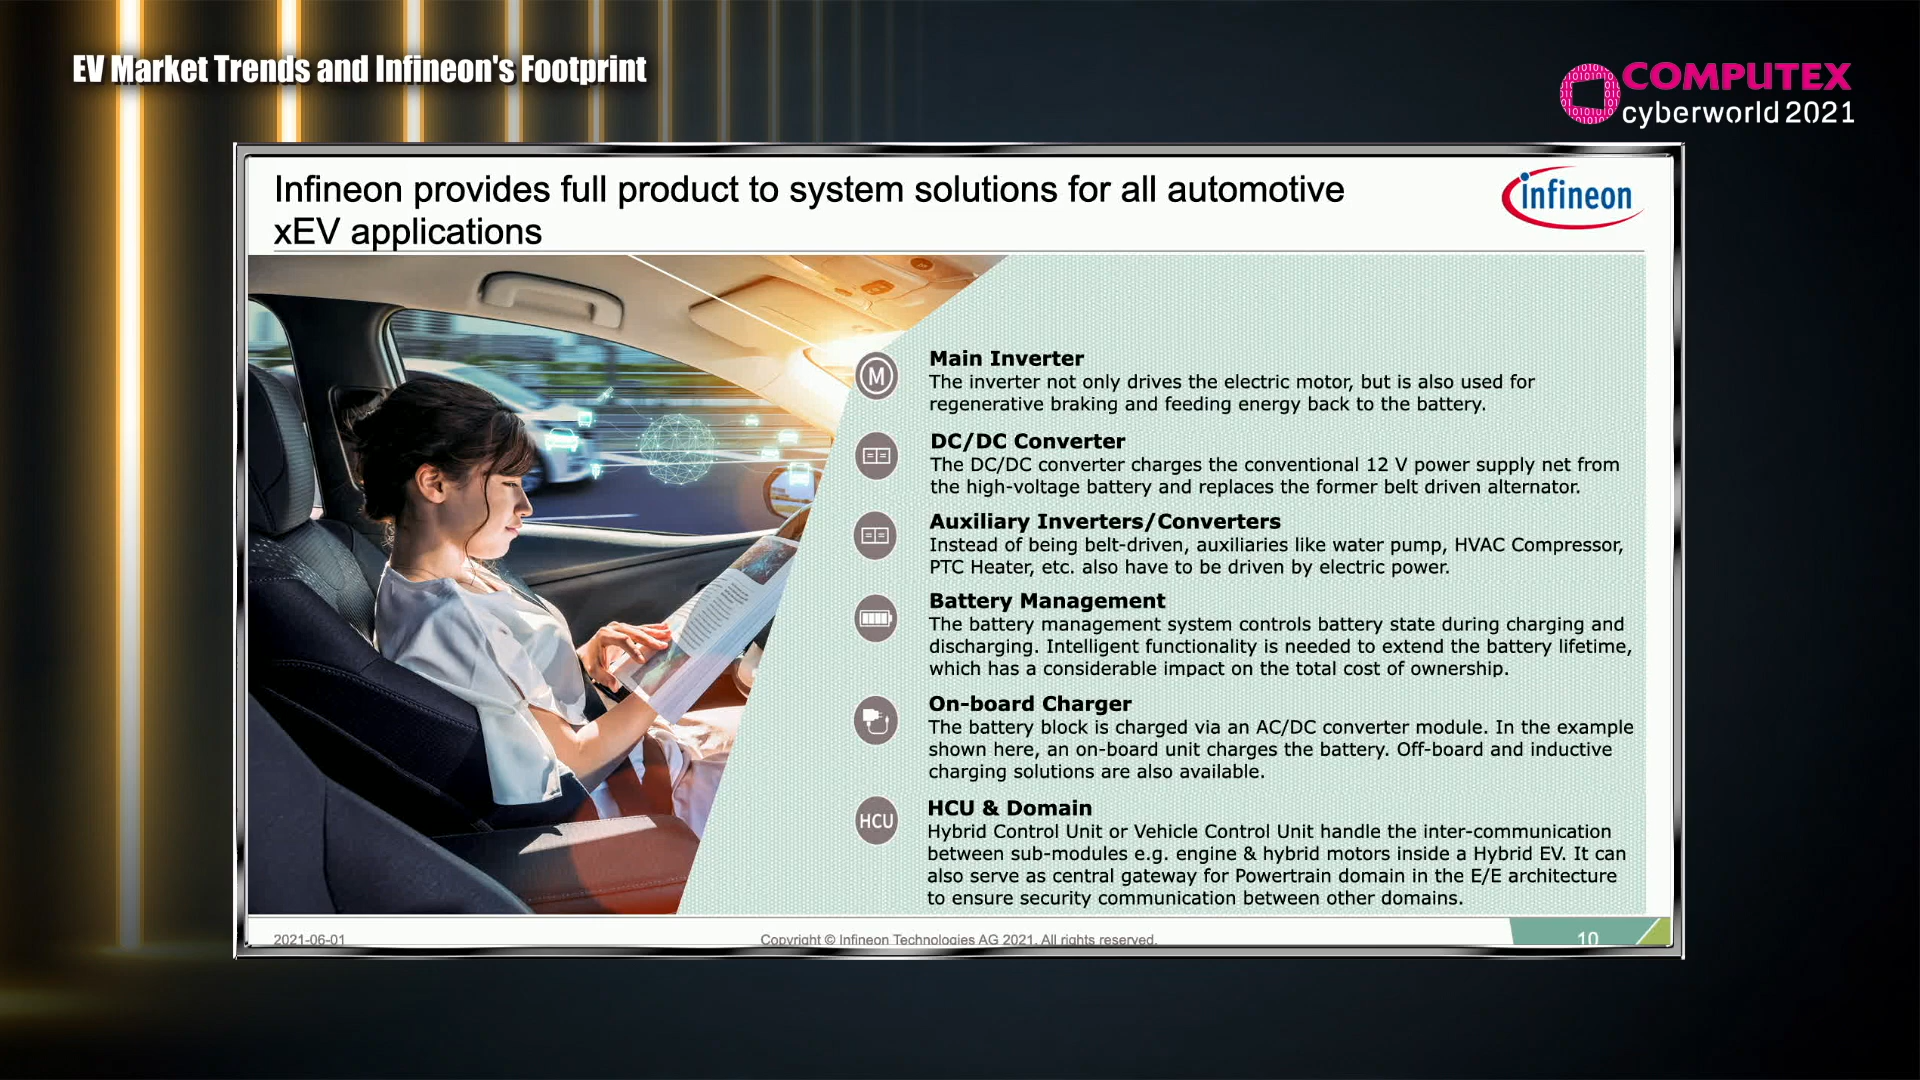 EV Market Trends and Infineon's Footprint
COMPUTEX
cyberworld 2021
Infineon provides full product to system solutions for all automotive
xEV applications
infineon
M
Main Inverter
The inverter not only drives the electric motor, but is also used for
regenerative braking and feeding energy back to the battery.
DC/DC Converter
The DC/DC converter charges the conventional 12 V power supply net from
the high-voltage battery and replaces the former belt driven alternator.
Auxiliary Inverters/Converters
Instead of being belt-driven, auxiliaries like water pump, HVAC Compressor,
PTC Heater, etc. also have to be driven by electric power.
Battery Management
The battery management system controls battery state during charging and
discharging. Intelligent functionality is needed to extend the battery lifetime,
which has a considerable impact on the total cost of ownership.
On-board Charger
The battery block is charged via an AC/DC converter module. In the example
shown here, an on-board unit charges the battery. Off-board and inductive
charging solutions are also available.
HCU
HCU & Domain
Hybrid Control Unit or Vehicle Control Unit handle the inter-communication
between sub-modules e.g. engine & hybrid motors inside a Hybrid EV. It can
also serve as central gateway for Powertrain domain in the E/E architecture
to ensure security communication between other domains.
2021-06-01
Copyright © Infineon Technologies AG 2021. All rights reserved.
10